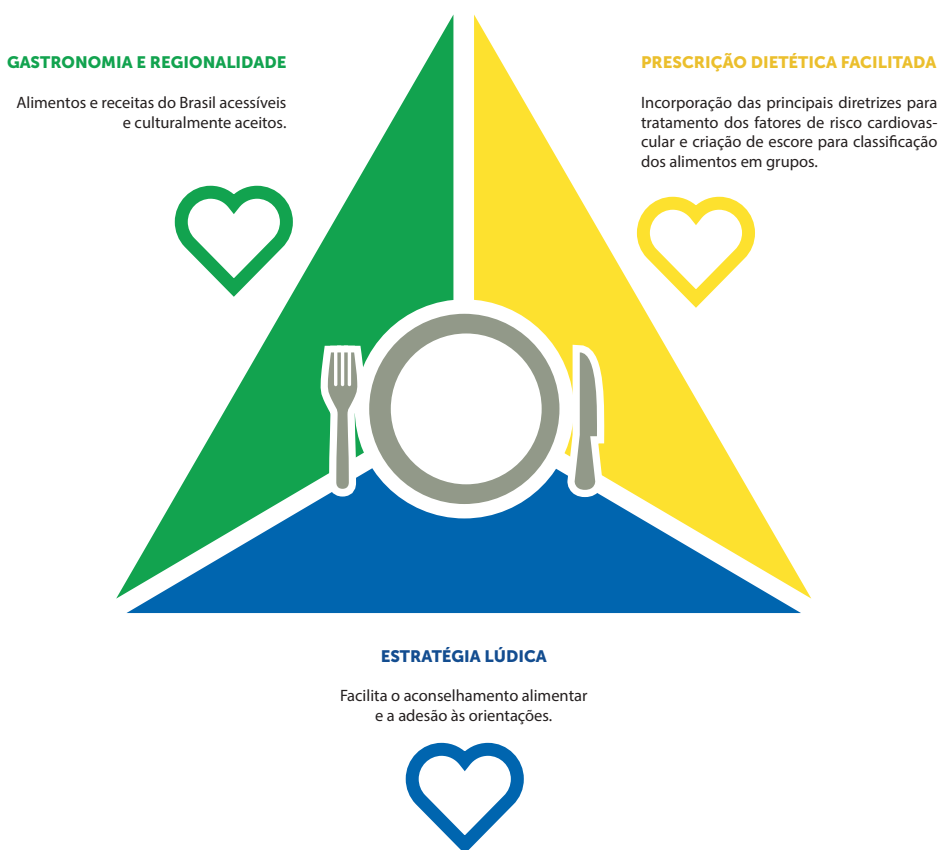 GASTRONOMIA E REGIONALIDADE
Alimentos e receitas do Brasil acessíveis
e culturalmente aceitos.
PRESCRIÇÃO DIETÉTICA FACILITADA
Incorporação das principais diretrizes para
tratamento dos fatores de risco cardiovas-
cular e criação de escore para classificação
dos alimentos em grupos.
ESTRATÉGIA LÚDICA
Facilita o aconselhamento alimentar
e a adesão às orientações.